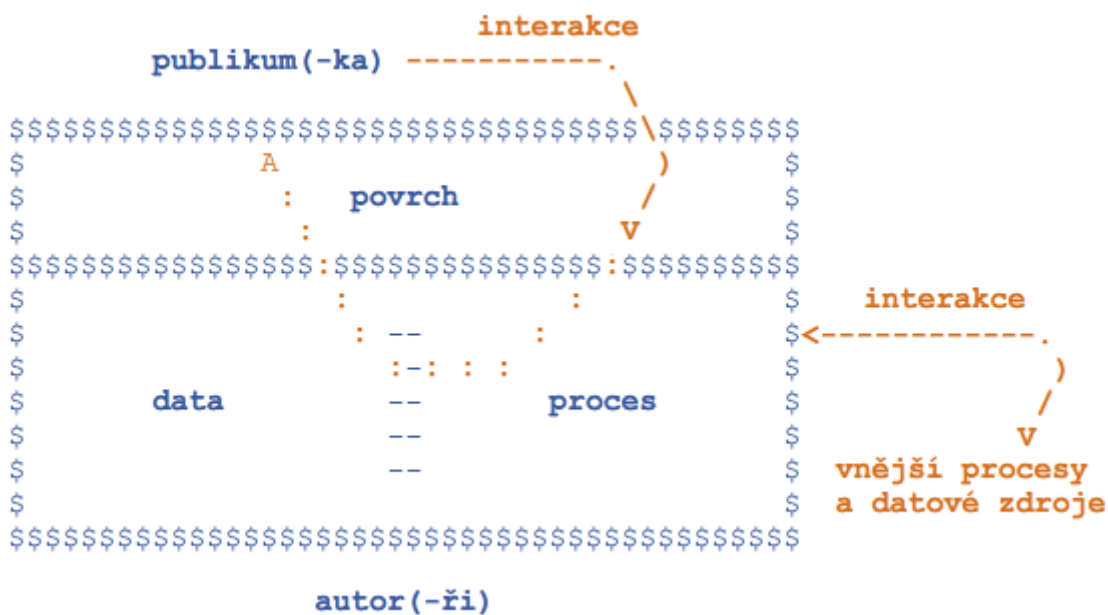 interakce
publikum(-ka) -----------.
\
\
$$$$$$$$$$$$$$$$$$$$$$$$$$$$$$$$$$$\$$$$$$$$
$ A ) $
$ : povrch / $
$ : V $
$$$$$$$$$$$$$$$$$:$$$$$$$$$$$$$$$:$$$$$$$$$$
$ : : $ interakce
$ : -- : $<------------.
$ :-: : : $ )
$ data -- proces $ /
$ -- $ V
$ -- $ vnější procesy
$ $ a datové zdroje
$$$$$$$$$$$$$$$$$$$$$$$$$$$$$$$$$$$$$$$$$$$$
autor(-ři)